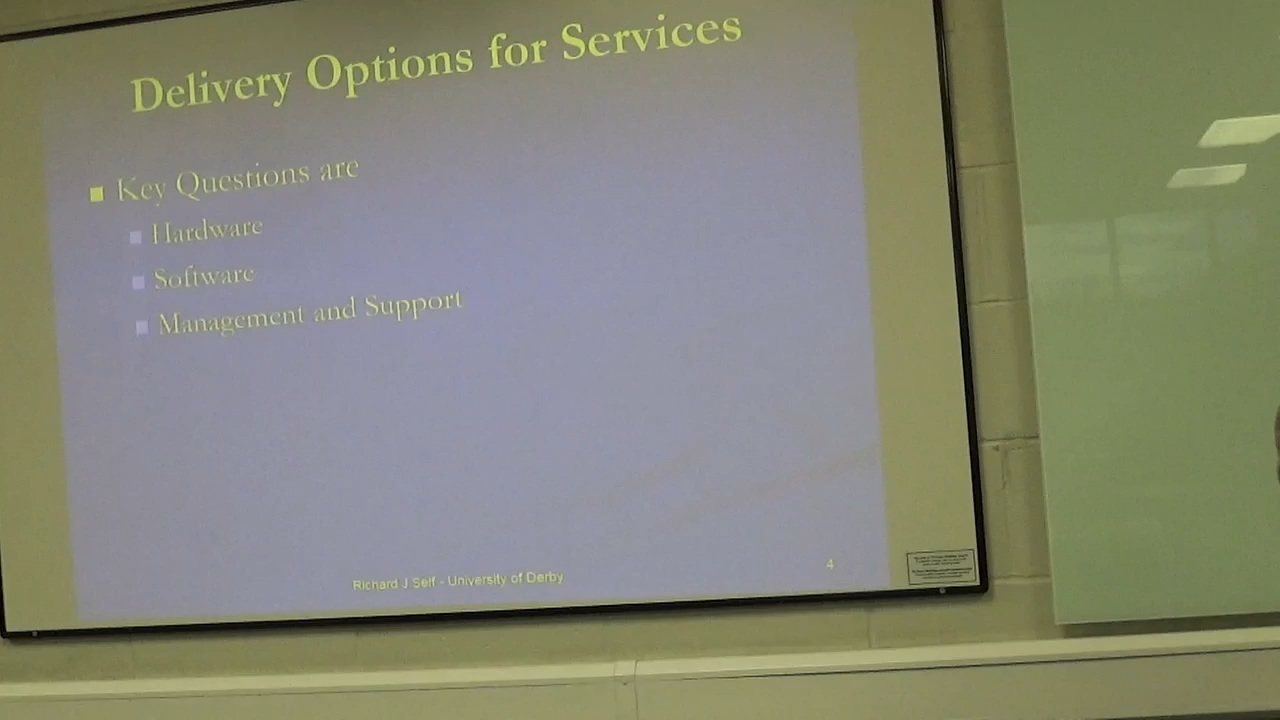 Delivery Options for Services
Key Questions are
Hardware
Software
Management and Support
Richard J Self - University of Derby
4